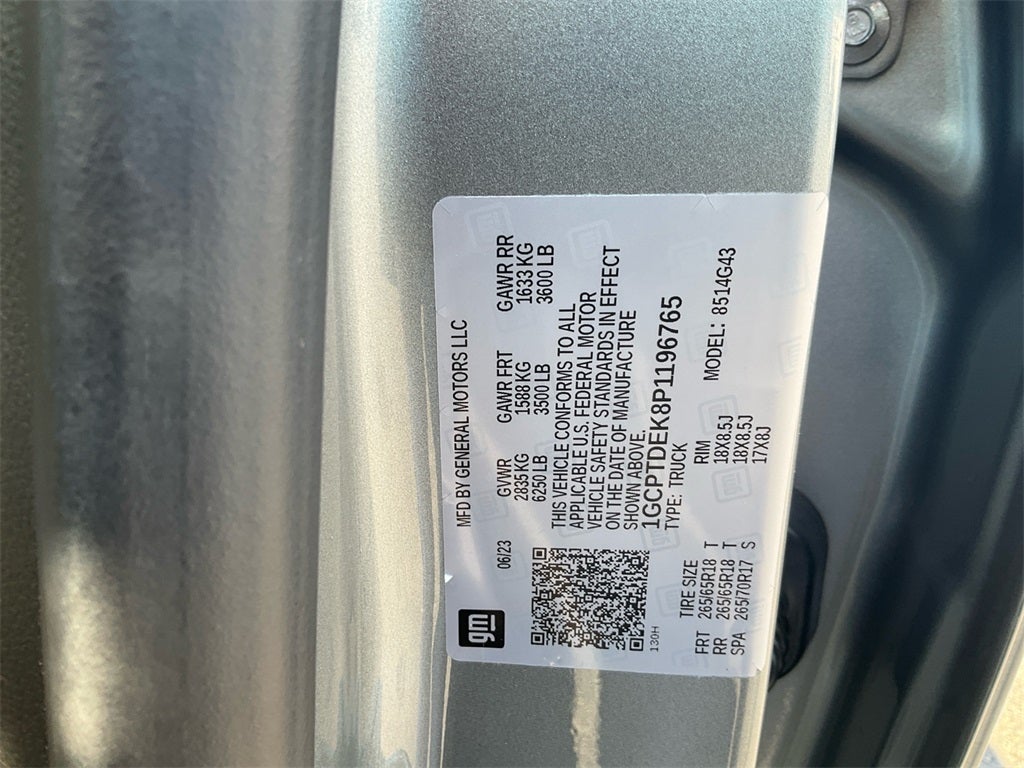 gm
MFD BY GENERAL MOTORS LLC
06/23 GVWR GAWR FRT GAWR RR
2835 KG 1588 KG 1633 KG
6250 LB 3500 LB 3600 LB
THIS VEHICLE CONFORMS TO ALL
APPLICABLE U.S. FEDERAL MOTOR
VEHICLE SAFETY STANDARDS IN EFFECT
ON THE DATE OF MANUFACTURE
SHOWN ABOVE.
1GCPTDEK8P1196765
130H TYPE: TRUCK
TIRE SIZE RIM MODEL: 8514G43
FRT 265/65R18 T 18X8.5J
RR 265/65R18 T 18X8.5J
SPA 265/70R17 S 17X8J